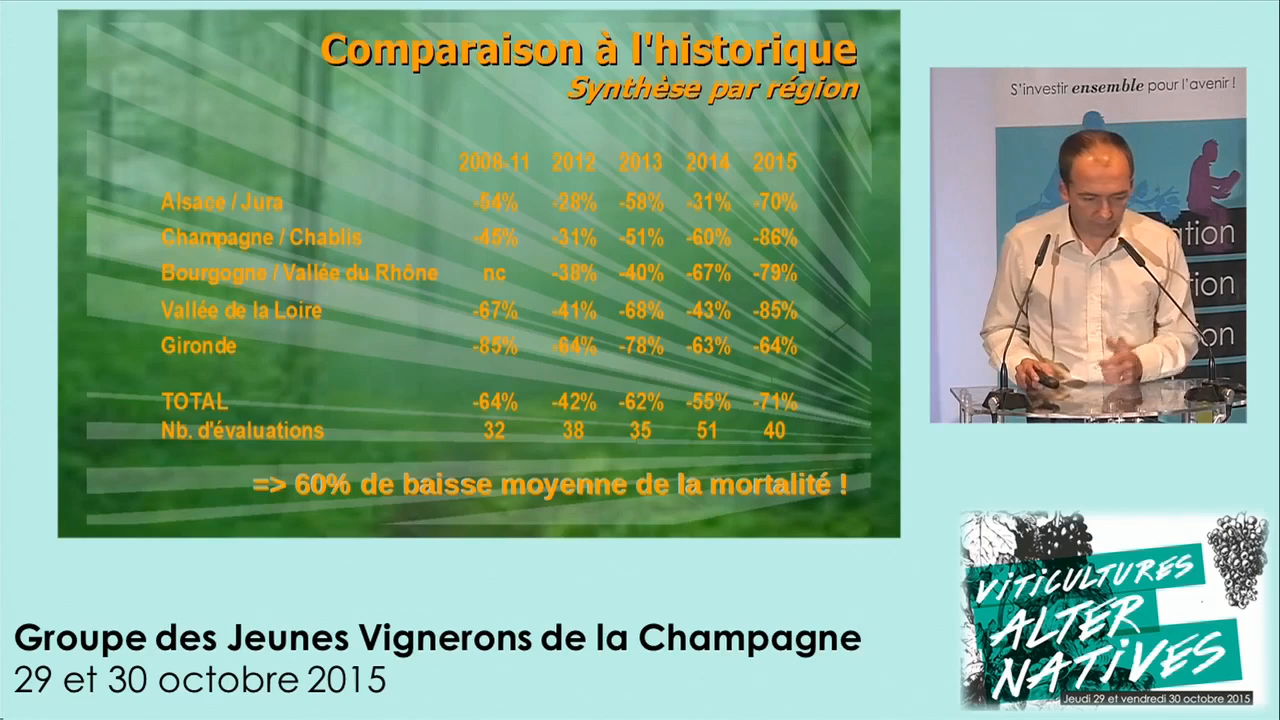 Comparaison à l'historique
Synthèse par région
2008-11 2012 2013 2014 2015
Alsace / Jura -54% -28% -58% -31% -70%
Champagne / Chablis -45% -31% -51% -60% -86%
Bourgogne / Vallée du Rhône nc -38% -40% -67% -79%
Vallée de la Loire -67% -41% -68% -43% -85%
Gironde -85% -64% -78% -63% -64%
TOTAL -64% -42% -62% -55% -71%
Nb. d'évaluations 32 38 35 51 40
=> 60% de baisse moyenne de la mortalité !
S'investir ensemble pour l'avenir !
VITICULTURES
ALTER
NATIVES
Jeudi 29 et vendredi 30 octobre 2015
Groupe des Jeunes Vignerons de la Champagne
29 et 30 octobre 2015